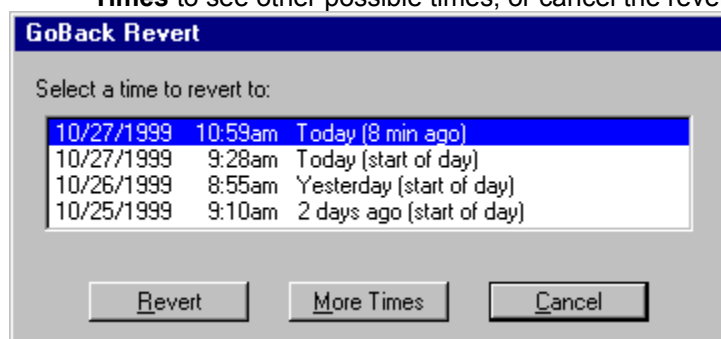 Times to see other possible times, or cancel the reve
GoBack Revert
Select a time to revert to:
10/27/1999 10:59am Today (8 min ago)
10/27/1999 9:28am Today (start of day)
10/26/1999 8:55am Yesterday (start of day)
10/25/1999 9:10am 2 days ago (start of day)
Revert More Times Cancel